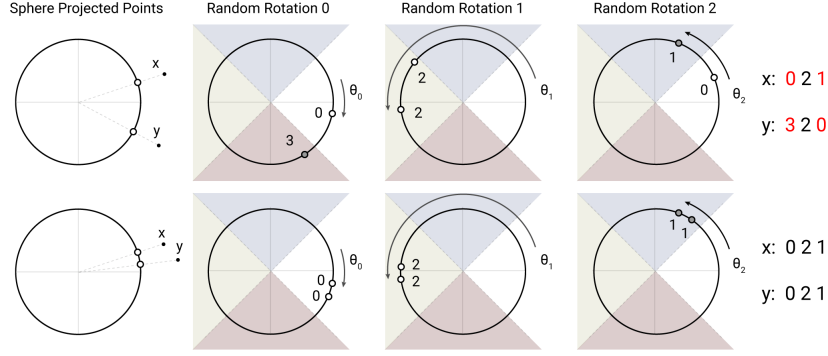 Sphere Projected Points
Random Rotation 0
Random Rotation 1
Random Rotation 2
x
y
0
3
θ0
2
2
θ1
1
0
θ2
x: 0 2 1
y: 3 2 0
x
y
0
0
θ0
2
2
θ1
1
1
θ2
x: 0 2 1
y: 0 2 1